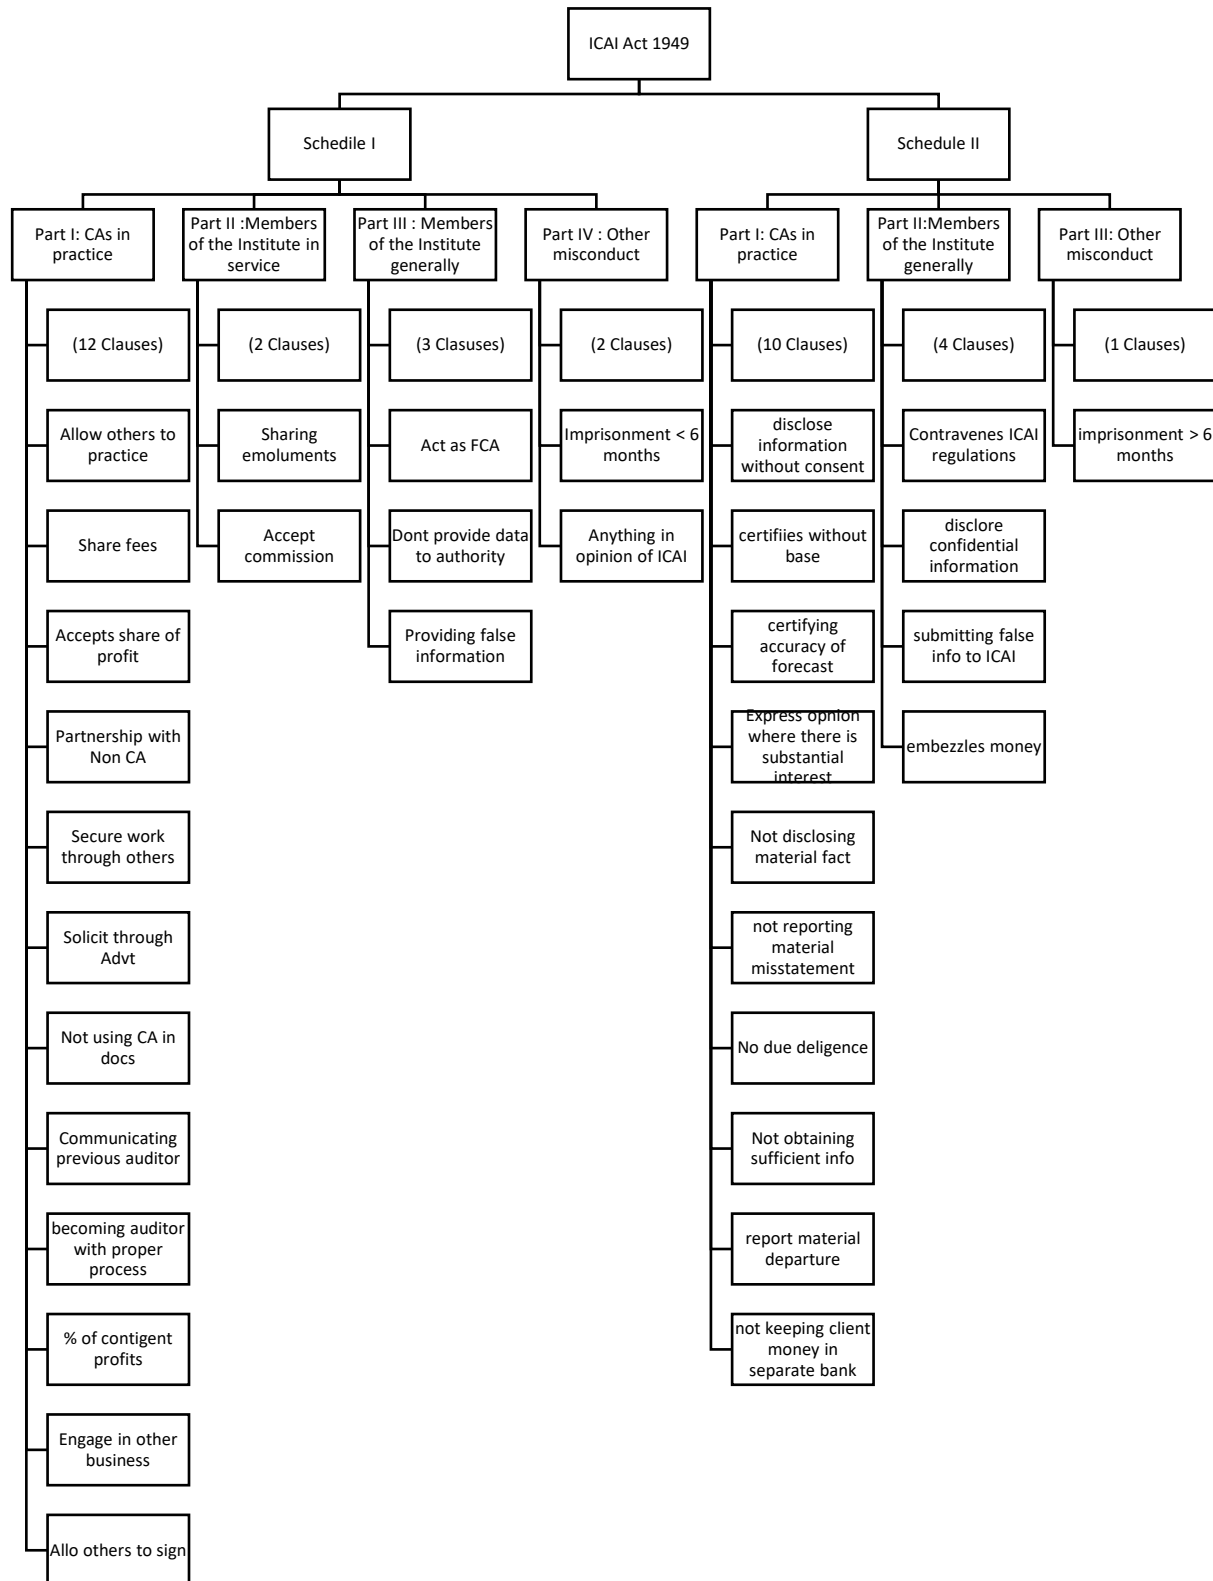 ICAI Act 1949
Schedile I
Schedule II
Part I: CAs in
practice
Part II :Members
of the Institute in
service
Part III : Members
of the Institute
generally
Part IV : Other
misconduct
Part I: CAs in
practice
Part II:Members
of the Institute
generally
Part III: Other
misconduct
(12 Clauses)
(2 Clauses)
(3 Clasuses)
(2 Clauses)
(10 Clauses)
(4 Clauses)
(1 Clauses)
Allow others to
practice
Sharing
emoluments
Act as FCA
Imprisonment < 6
months
disclose
information
without consent
Contravenes ICAI
regulations
imprisonment > 6
months
Share fees
Accept
commission
Dont provide data
to authority
Anything in
opinion of ICAI
certifiies without
base
disclore
confidential
information
Accepts share of
profit
Providing false
information
certifying
accuracy of
forecast
submitting false
info to ICAI
Partnership with
Non CA
Express opnion
where there is
substantial
interest
embezzles money
Secure work
through others
Not disclosing
material fact
Solicit through
Advt
not reporting
material
misstatement
Not using CA in
docs
No due deligence
Communicating
previous auditor
Not obtaining
sufficient info
becoming auditor
with proper
process
report material
departure
% of contigent
profits
not keeping client
money in
separate bank
Engage in other
business
Allo others to sign